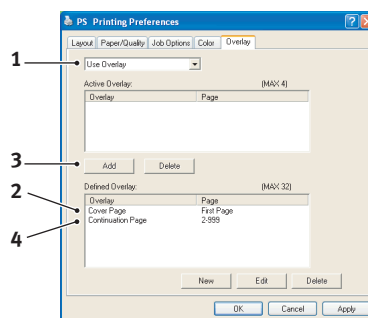 PS Printing Preferences
Layout Paper/Quality Job Options Color Overlay
1 Use Overlay
Active Overlay: (MAX 4)
Overlay Page
3 Add Delete
Defined Overlay: (MAX 32)
Overlay Page
2 Cover Page First Page
4 Continuation Page 2-999
New Edit Delete
OK Cancel Apply